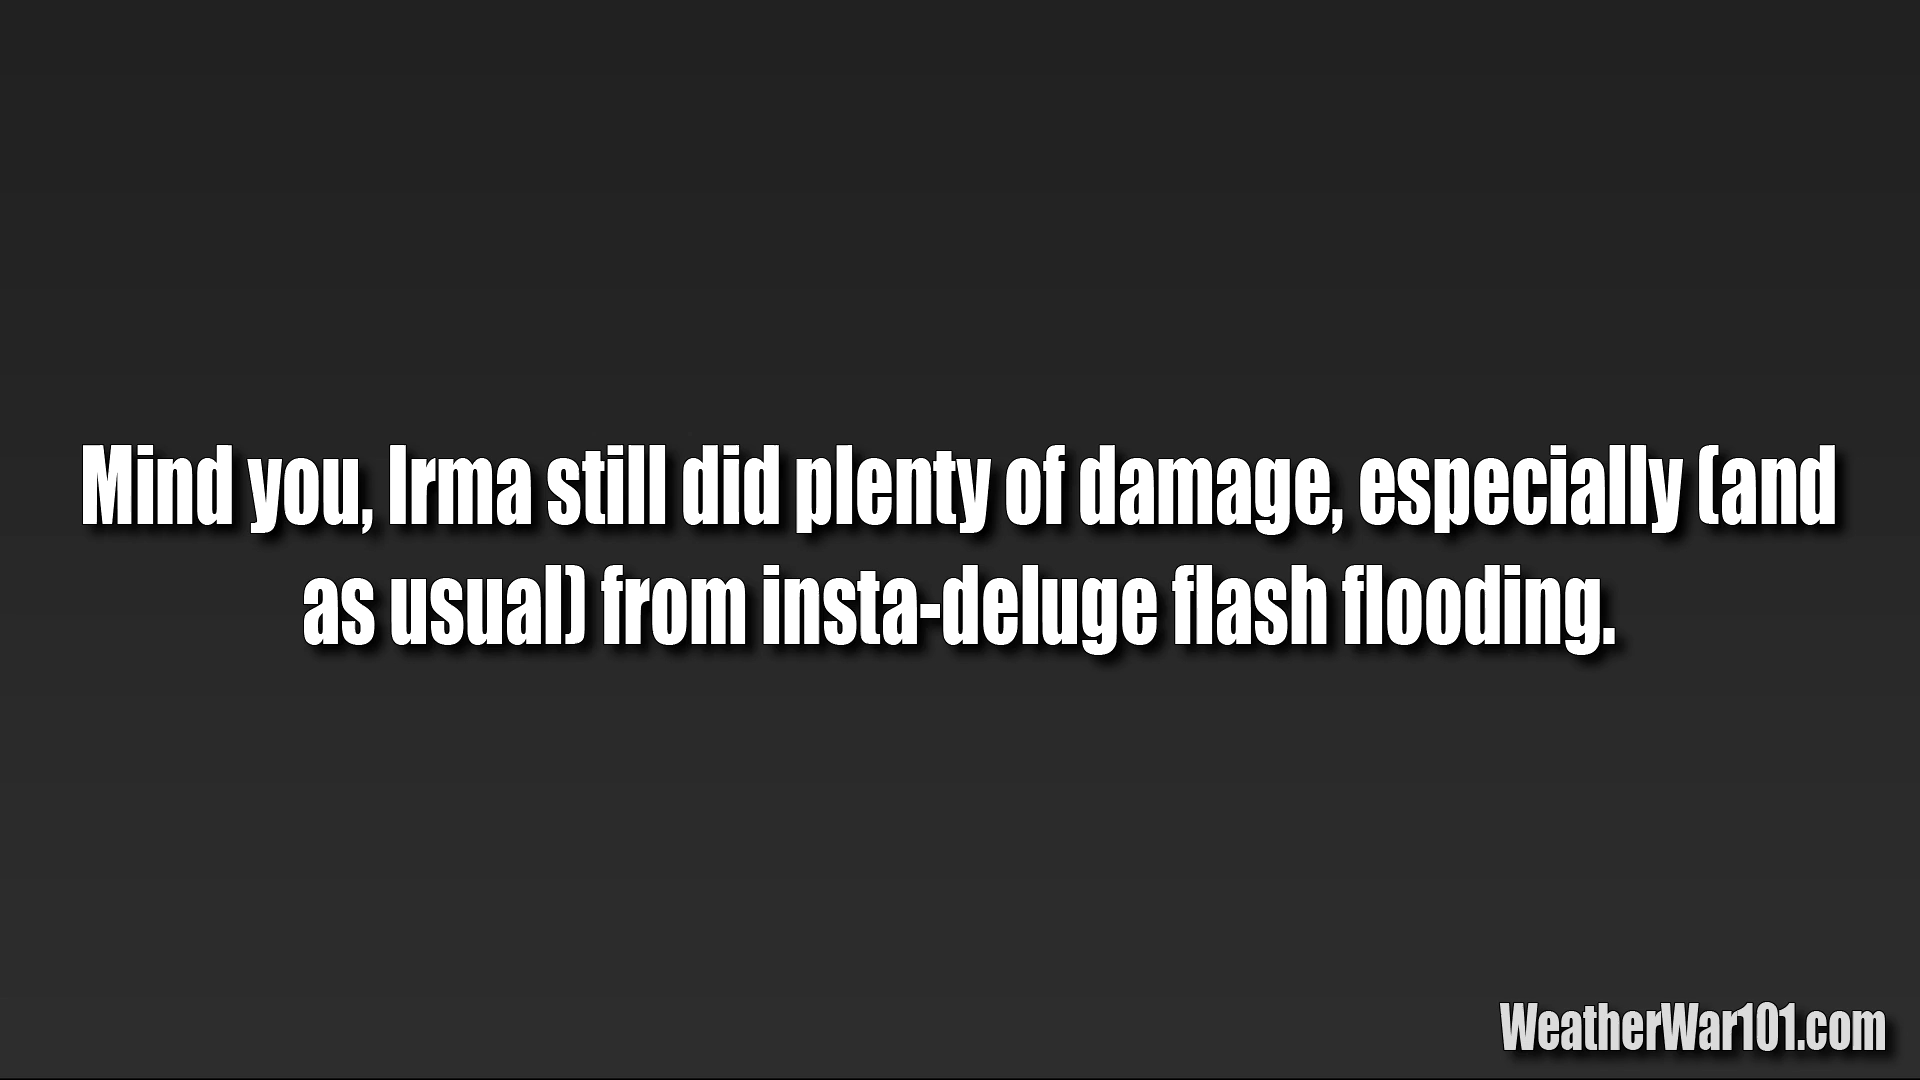 Mind you, Irma still did plenty of damage, especially (and
as usual) from insta-deluge flash flooding.
WeatherWar101.com